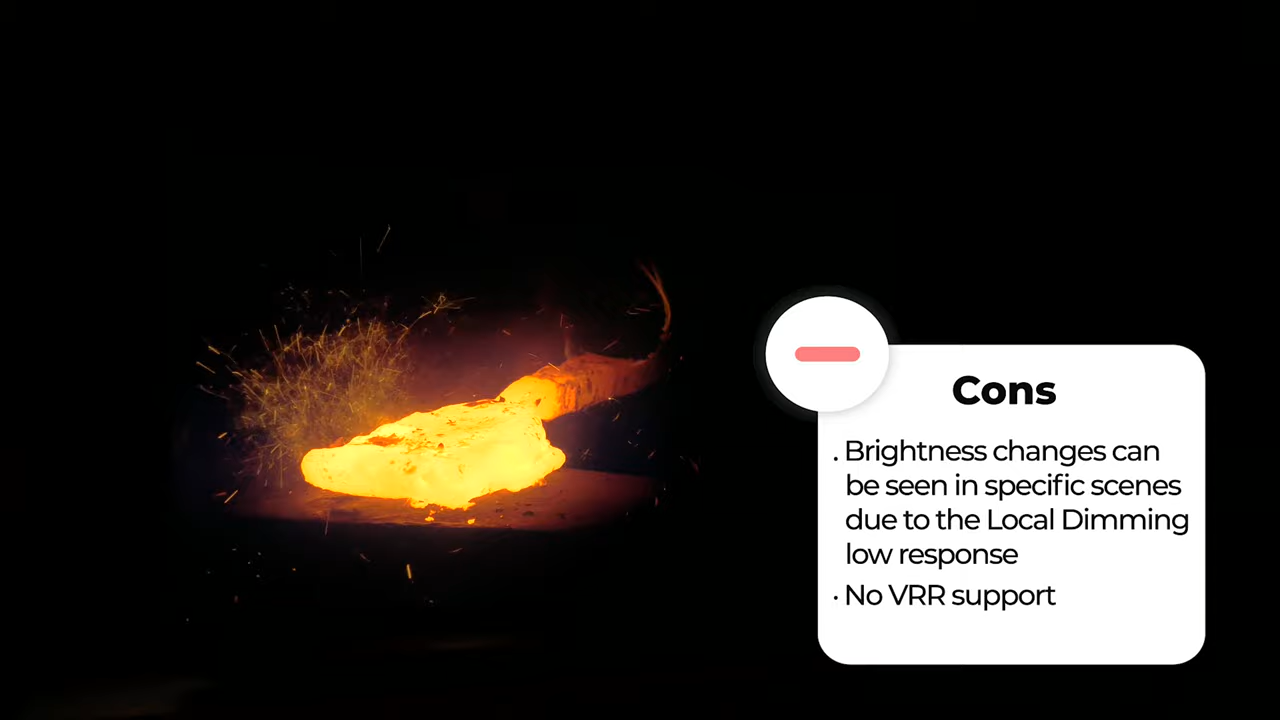 Cons
. Brightness changes can
be seen in specific scenes
due to the Local Dimming
low response
· No VRR support